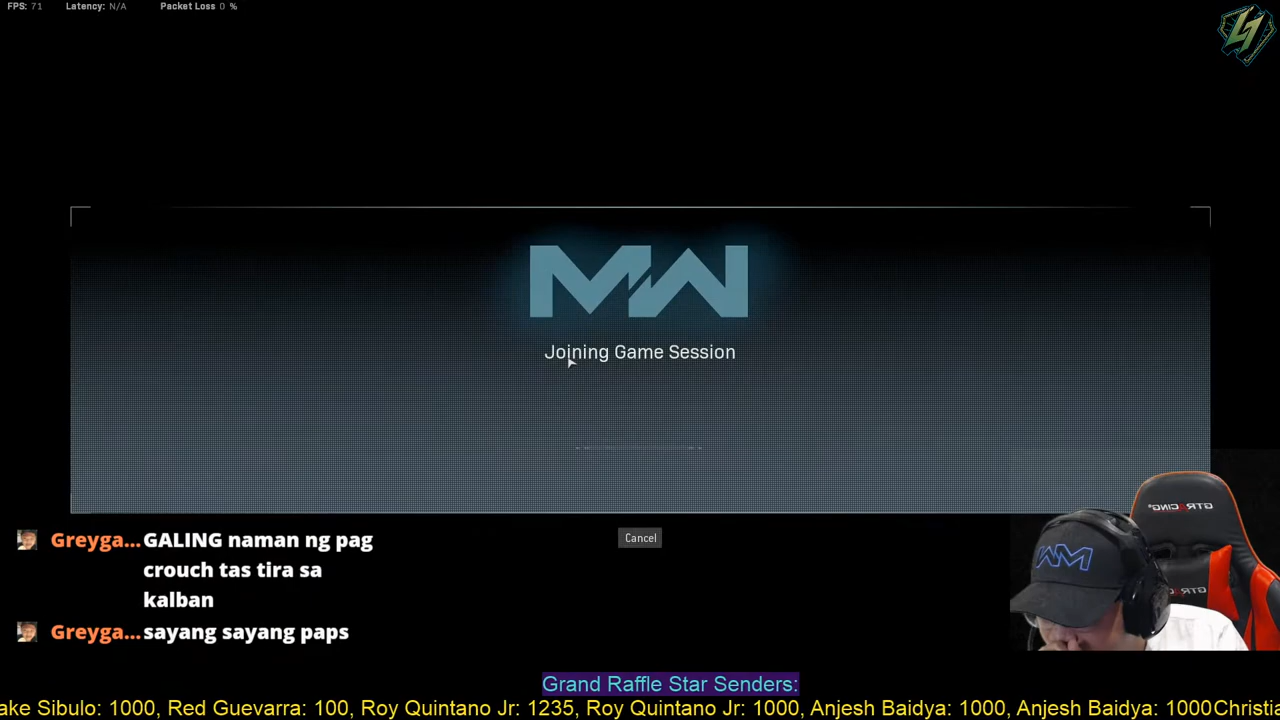 FPS: 71 Latency: N/A Packet Loss 0 %
MW
Joining Game Session
Cancel
Greyga... GALING naman ng pag
crouch tas tira sa
kalban
Greyga... sayang sayang paps
GTRACING
Grand Raffle Star Senders:
ake Sibulo: 1000, Red Guevarra: 100, Roy Quintano Jr: 1235, Roy Quintano Jr: 1000, Anjesh Baidya: 1000, Anjesh Baidya: 1000Christia